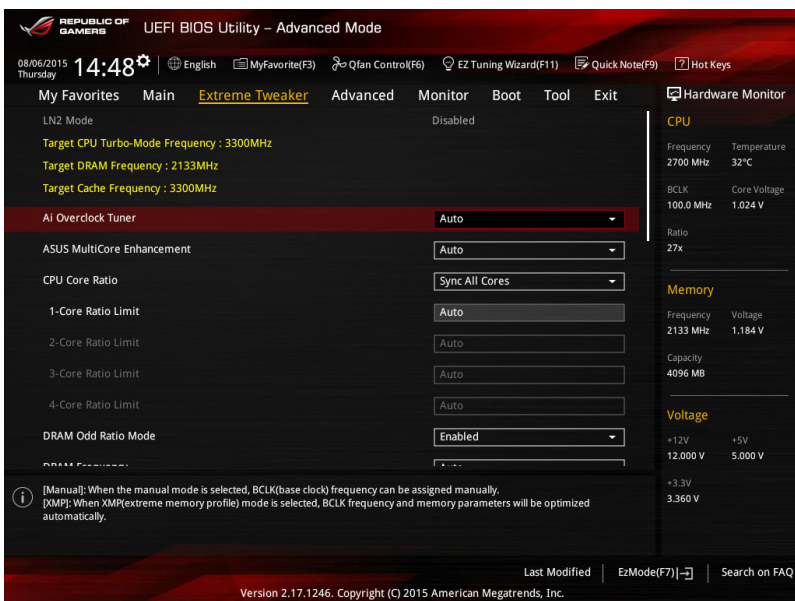 REPUBLIC OF
GAMERS
UEFI BIOS Utility – Advanced Mode
08/06/2015
Thursday
14:48
English
MyFavorite(F3)
Qfan Control(F6)
EZ Tuning Wizard(F11)
Quick Note(F9)
? Hot Keys
My Favorites Main Extreme Tweaker Advanced Monitor Boot Tool Exit
LN2 Mode Disabled
Target CPU Turbo-Mode Frequency : 3300MHz
Target DRAM Frequency : 2133MHz
Target Cache Frequency : 3300MHz
Ai Overclock Tuner Auto
ASUS MultiCore Enhancement Auto
CPU Core Ratio Sync All Cores
1-Core Ratio Limit Auto
2-Core Ratio Limit Auto
3-Core Ratio Limit Auto
4-Core Ratio Limit Auto
DRAM Odd Ratio Mode Enabled
DRAM Frequency Auto
[Manual]: When the manual mode is selected, BCLK(base clock) frequency can be assigned manually.
[XMP]: When XMP(extreme memory profile) mode is selected, BCLK frequency and memory parameters will be optimized
automatically.
Hardware Monitor
CPU
Frequency Temperature
2700 MHz 32°C
BCLK Core Voltage
100.0 MHz 1.024 V
Ratio
27x
Memory
Frequency Voltage
2133 MHz 1.184 V
Capacity
4096 MB
Voltage
+12V +5V
12.000 V 5.000 V
+3.3V
3.360 V
Last Modified
EzMode(F7)
Search on FAQ
Version 2.17.1246. Copyright (C) 2015 American Megatrends, Inc.